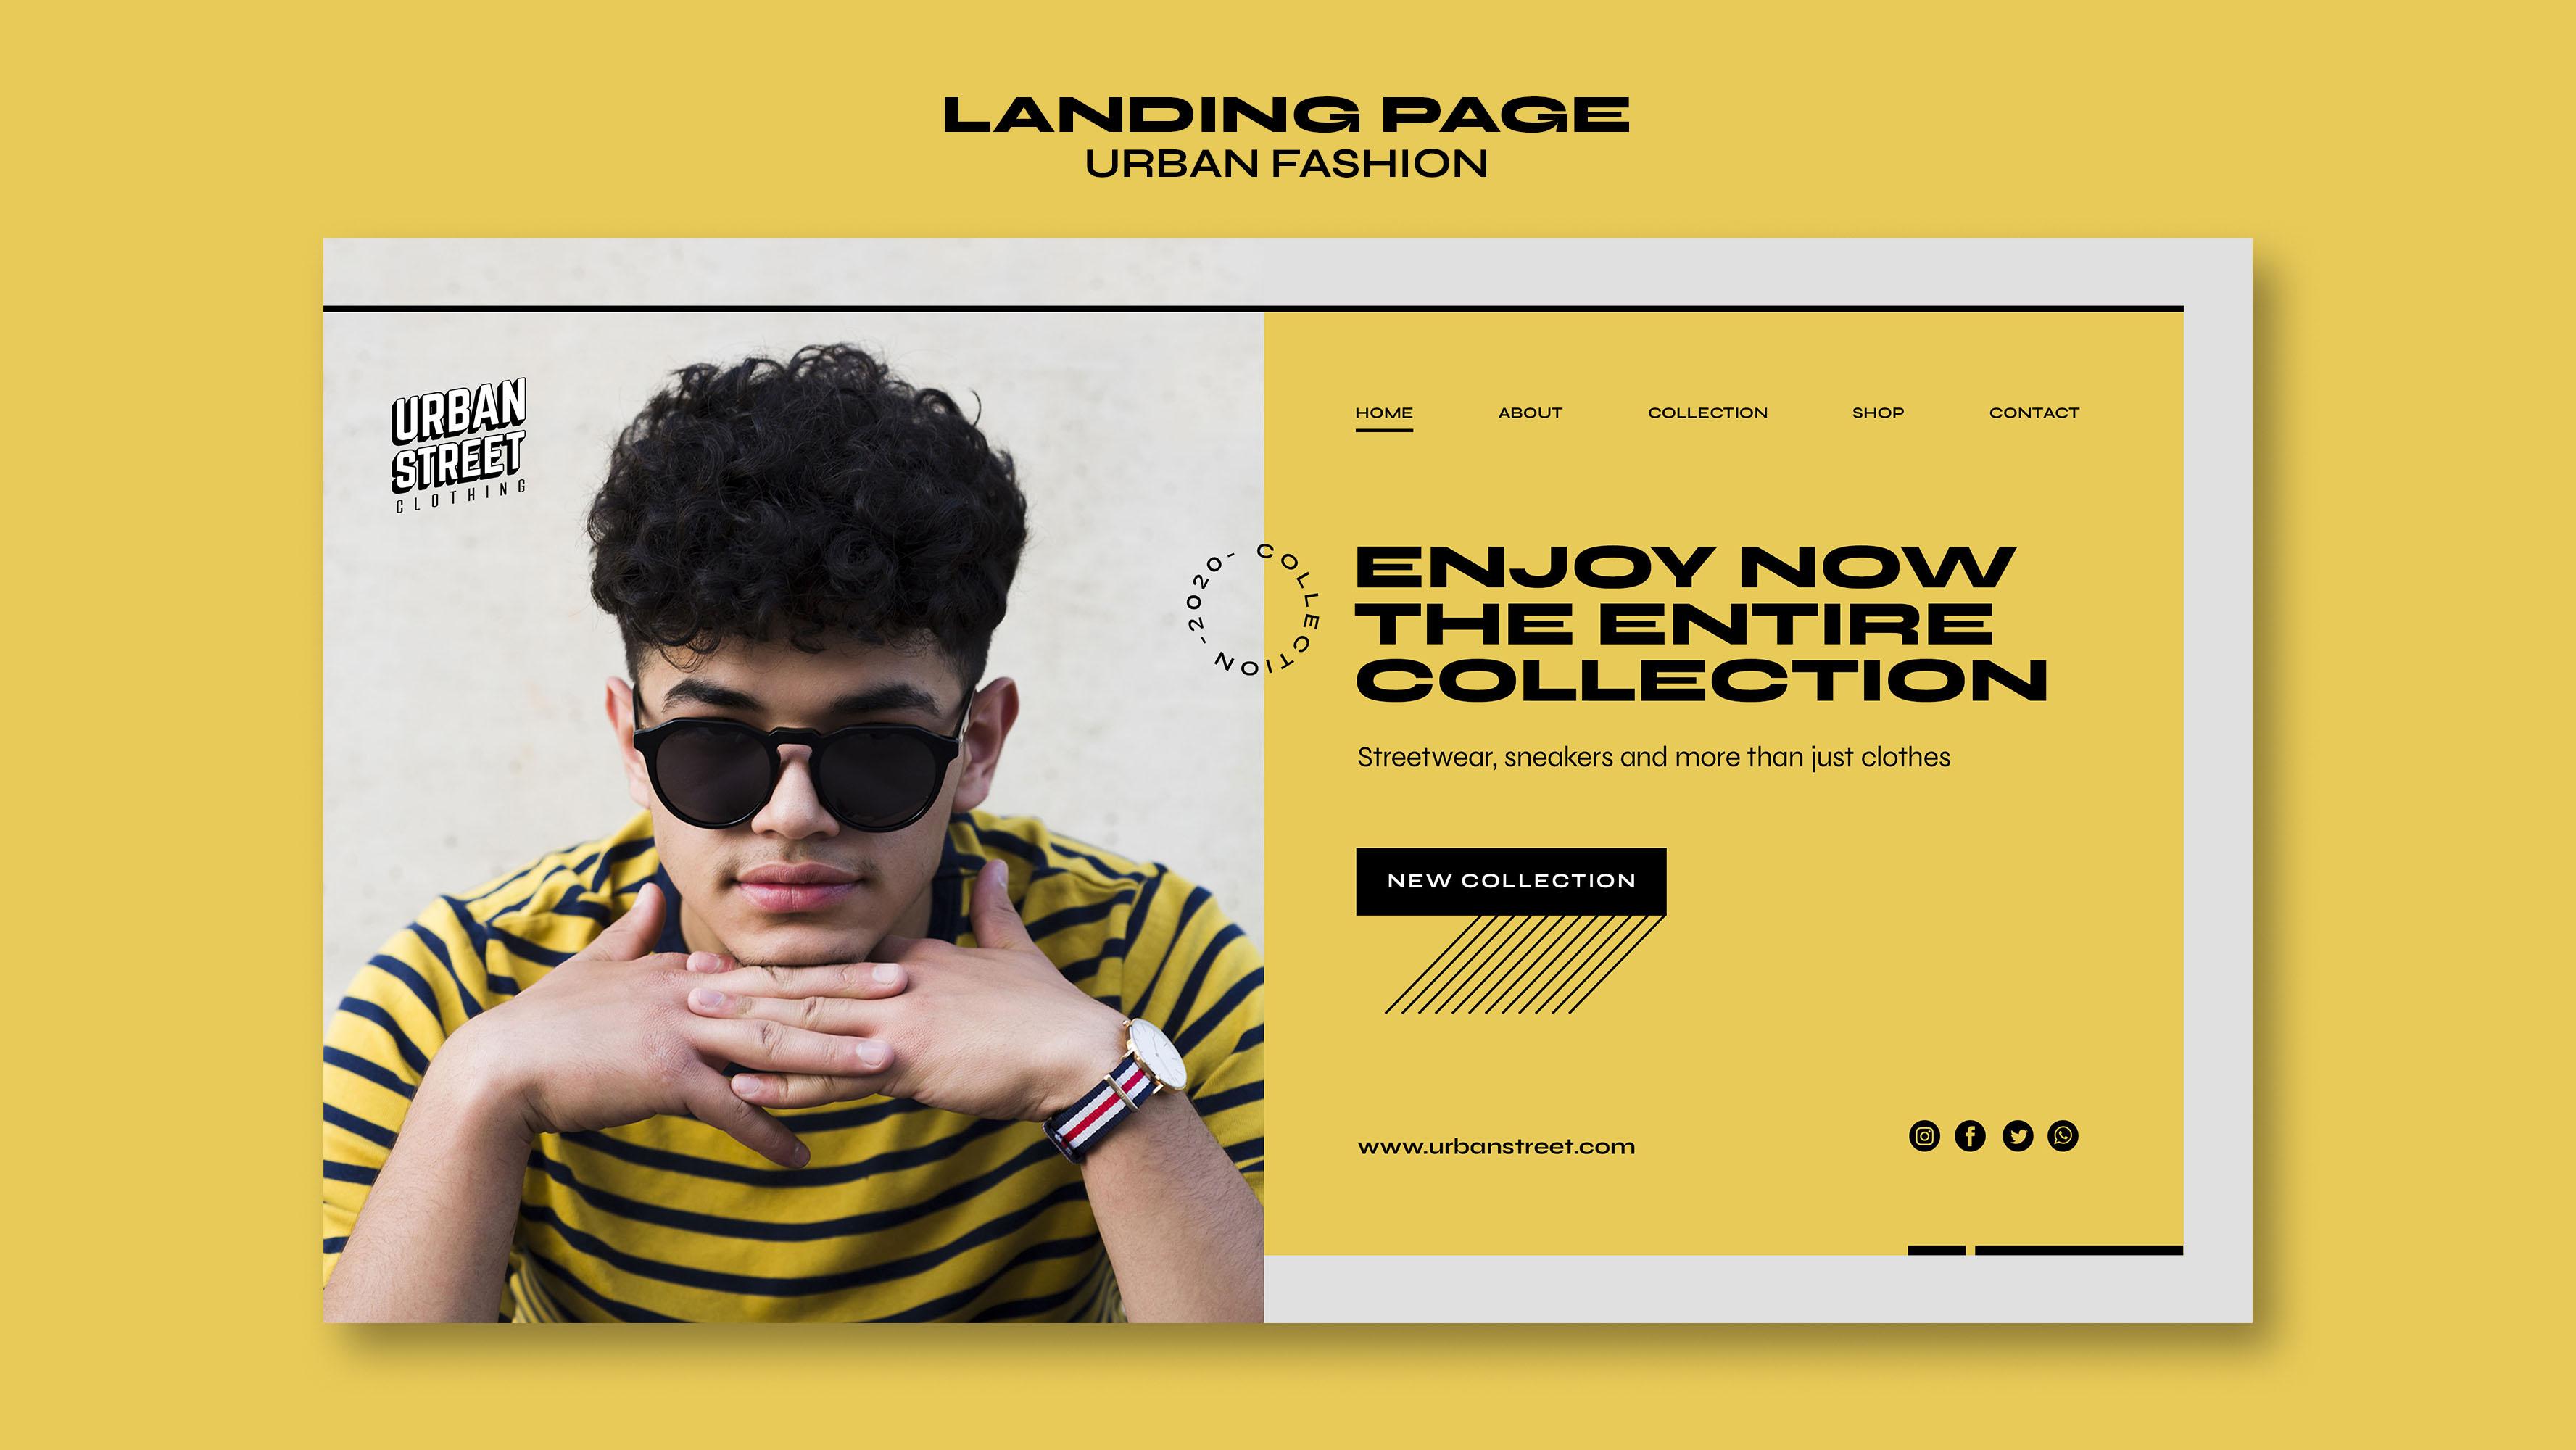 LANDING PAGE
URBAN FASHION
URBAN
STREET
CLOTHING
HOME ABOUT COLLECTION SHOP CONTACT
COLLECTION -2020-
ENJOY NOW
THE ENTIRE
COLLECTION
Streetwear, sneakers and more than just clothes
NEW COLLECTION
www.urbanstreet.com